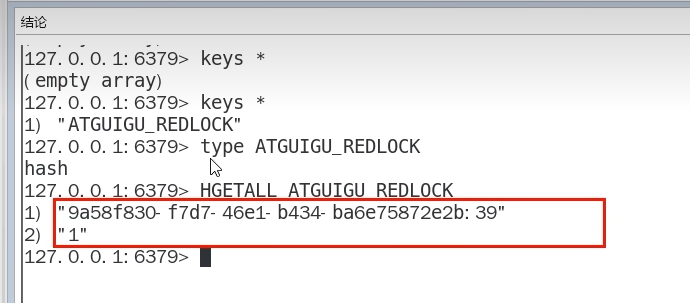 结论
127.0.0.1:6379> keys *
(empty array)
127.0.0.1:6379> keys *
1) "ATGUIGU_REDLOCK"
127.0.0.1:6379> type ATGUIGU_REDLOCK
hash
127.0.0.1:6379> HGETALL ATGUIGU_REDLOCK
1) "9a58f830-f7d7-46e1-b434-ba6e75872e2b:39"
2) "1"
127.0.0.1:6379>